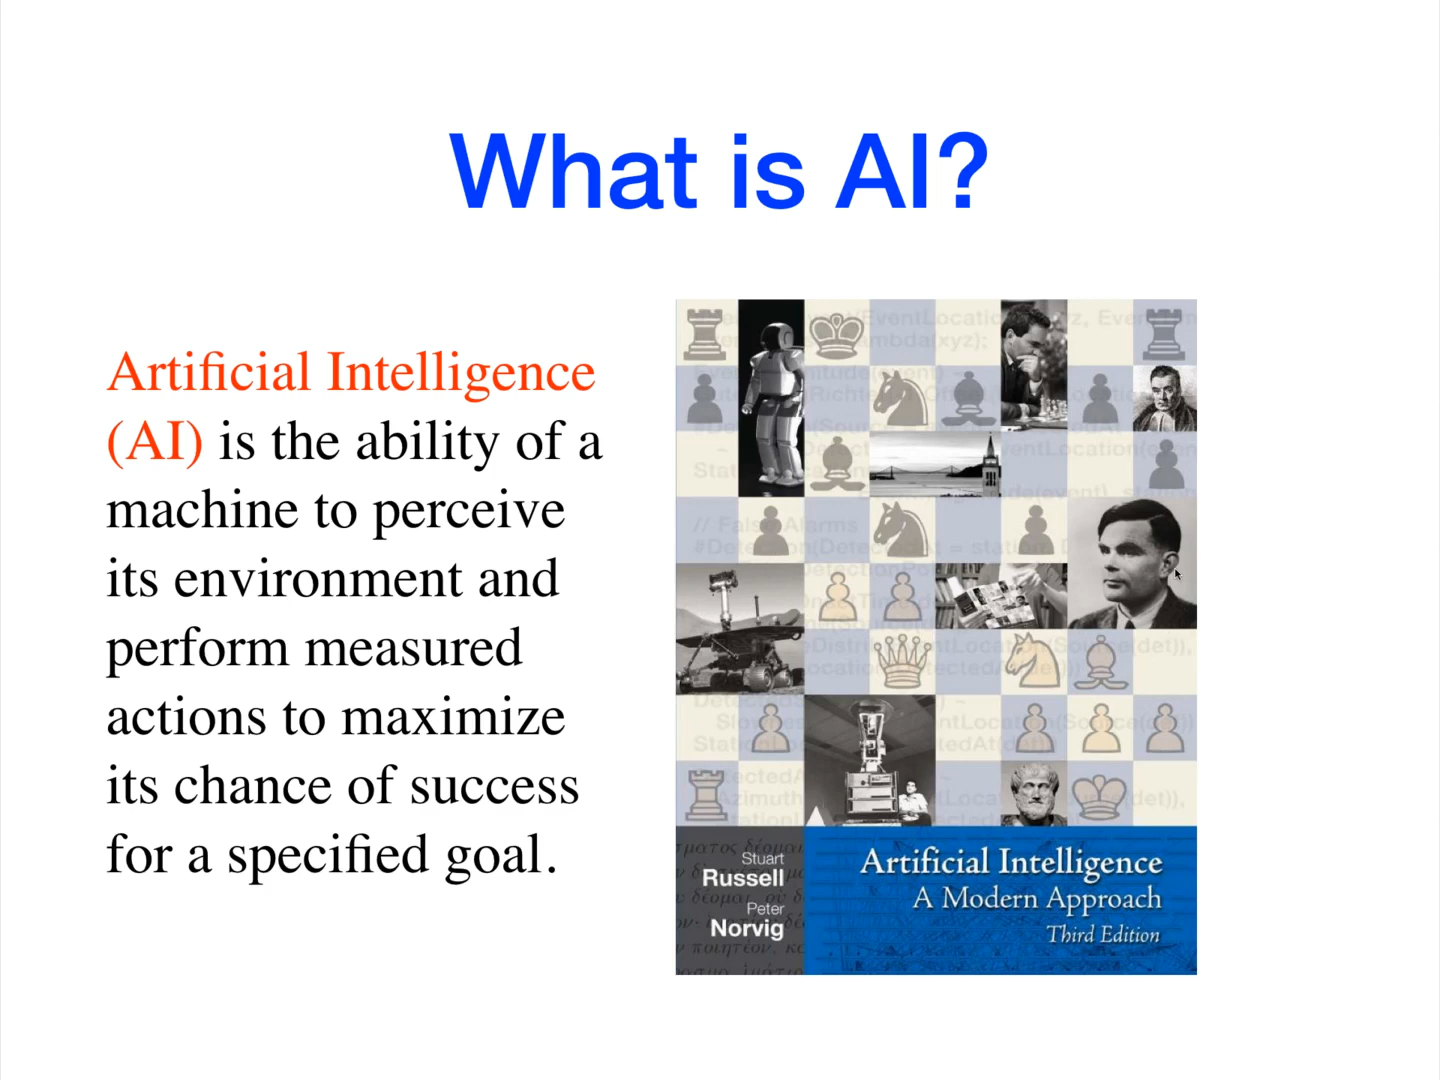 What is AI?
Artificial Intelligence
(AI) is the ability of a
machine to perceive
its environment and
perform measured
actions to maximize
its chance of success
for a specified goal.
Stuart
Russell
Peter
Norvig
Artificial Intelligence
A Modern Approach
Third Edition